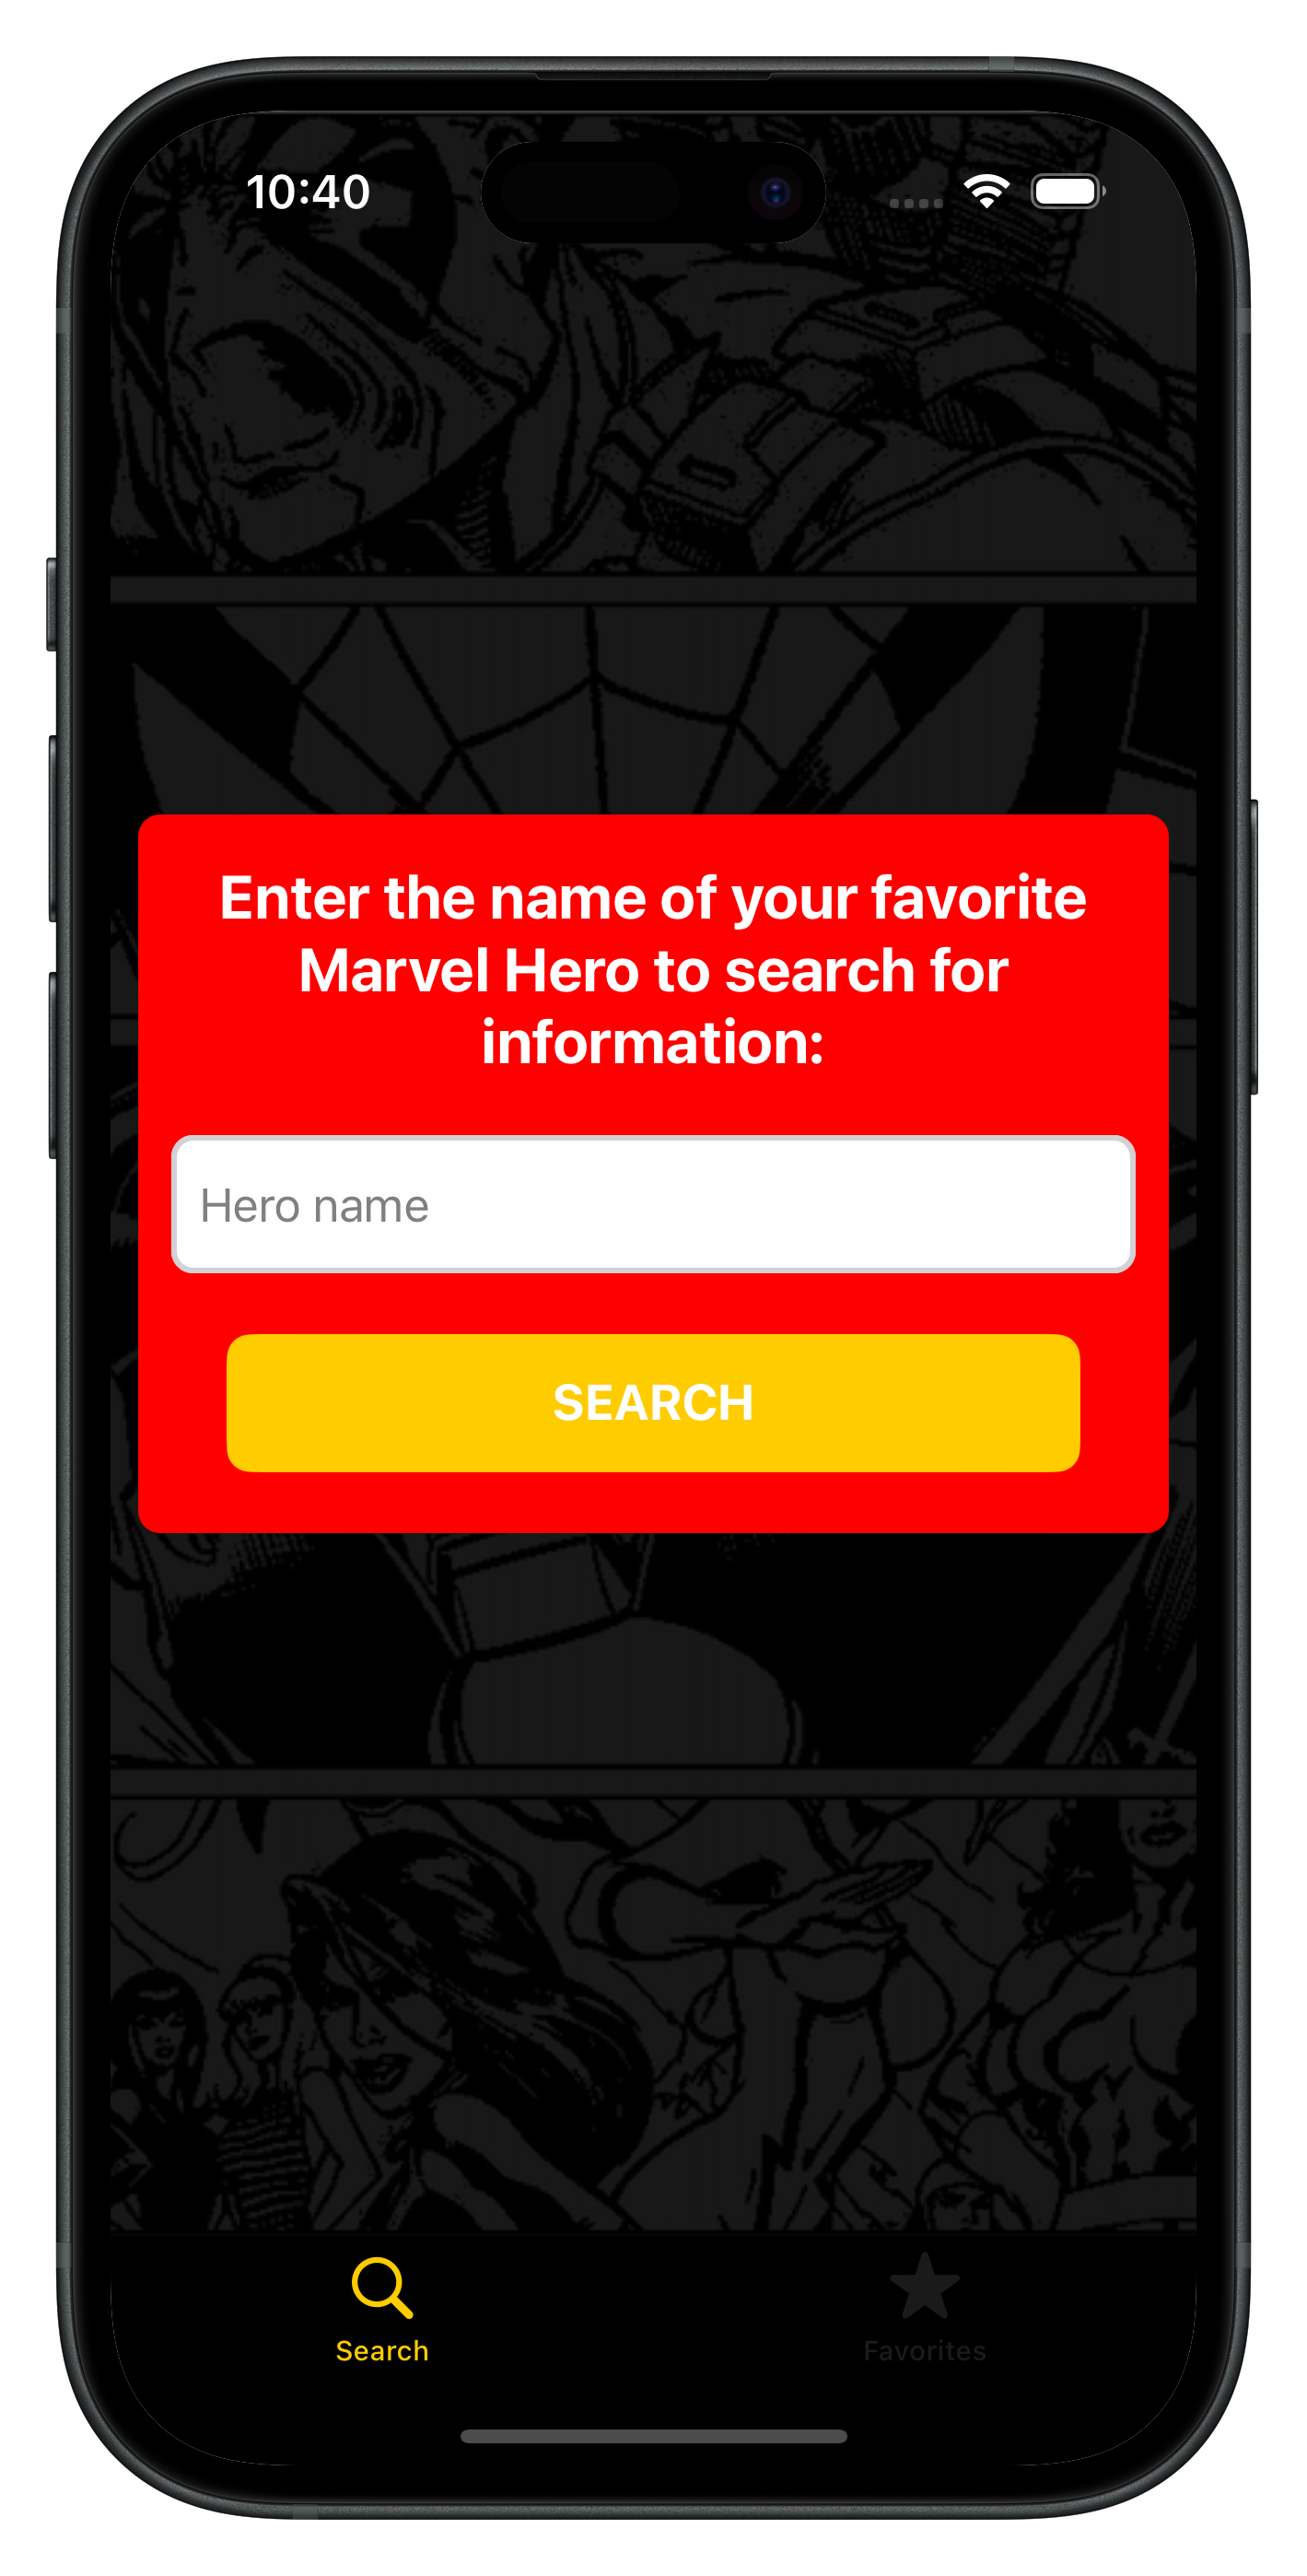 10:40
Enter the name of your favorite
Marvel Hero to search for
information:
Hero name
SEARCH
Search
Favorites